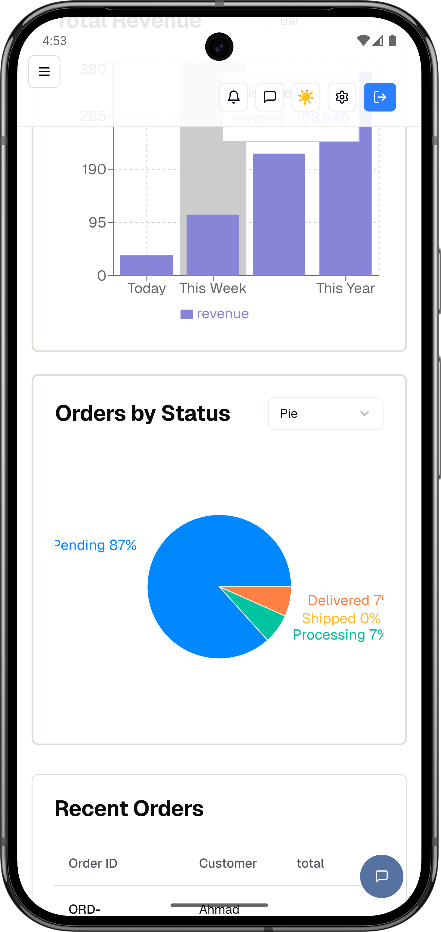 Total Revenue
Bar
4:53
380
285
revenue : 108.945
190
95
0
Today This Week This Year
revenue
Orders by Status
Pie
Pending 87%
Delivered 7%
Shipped 0%
Processing 7%
Recent Orders
Order ID Customer total
ORD- Ahmad